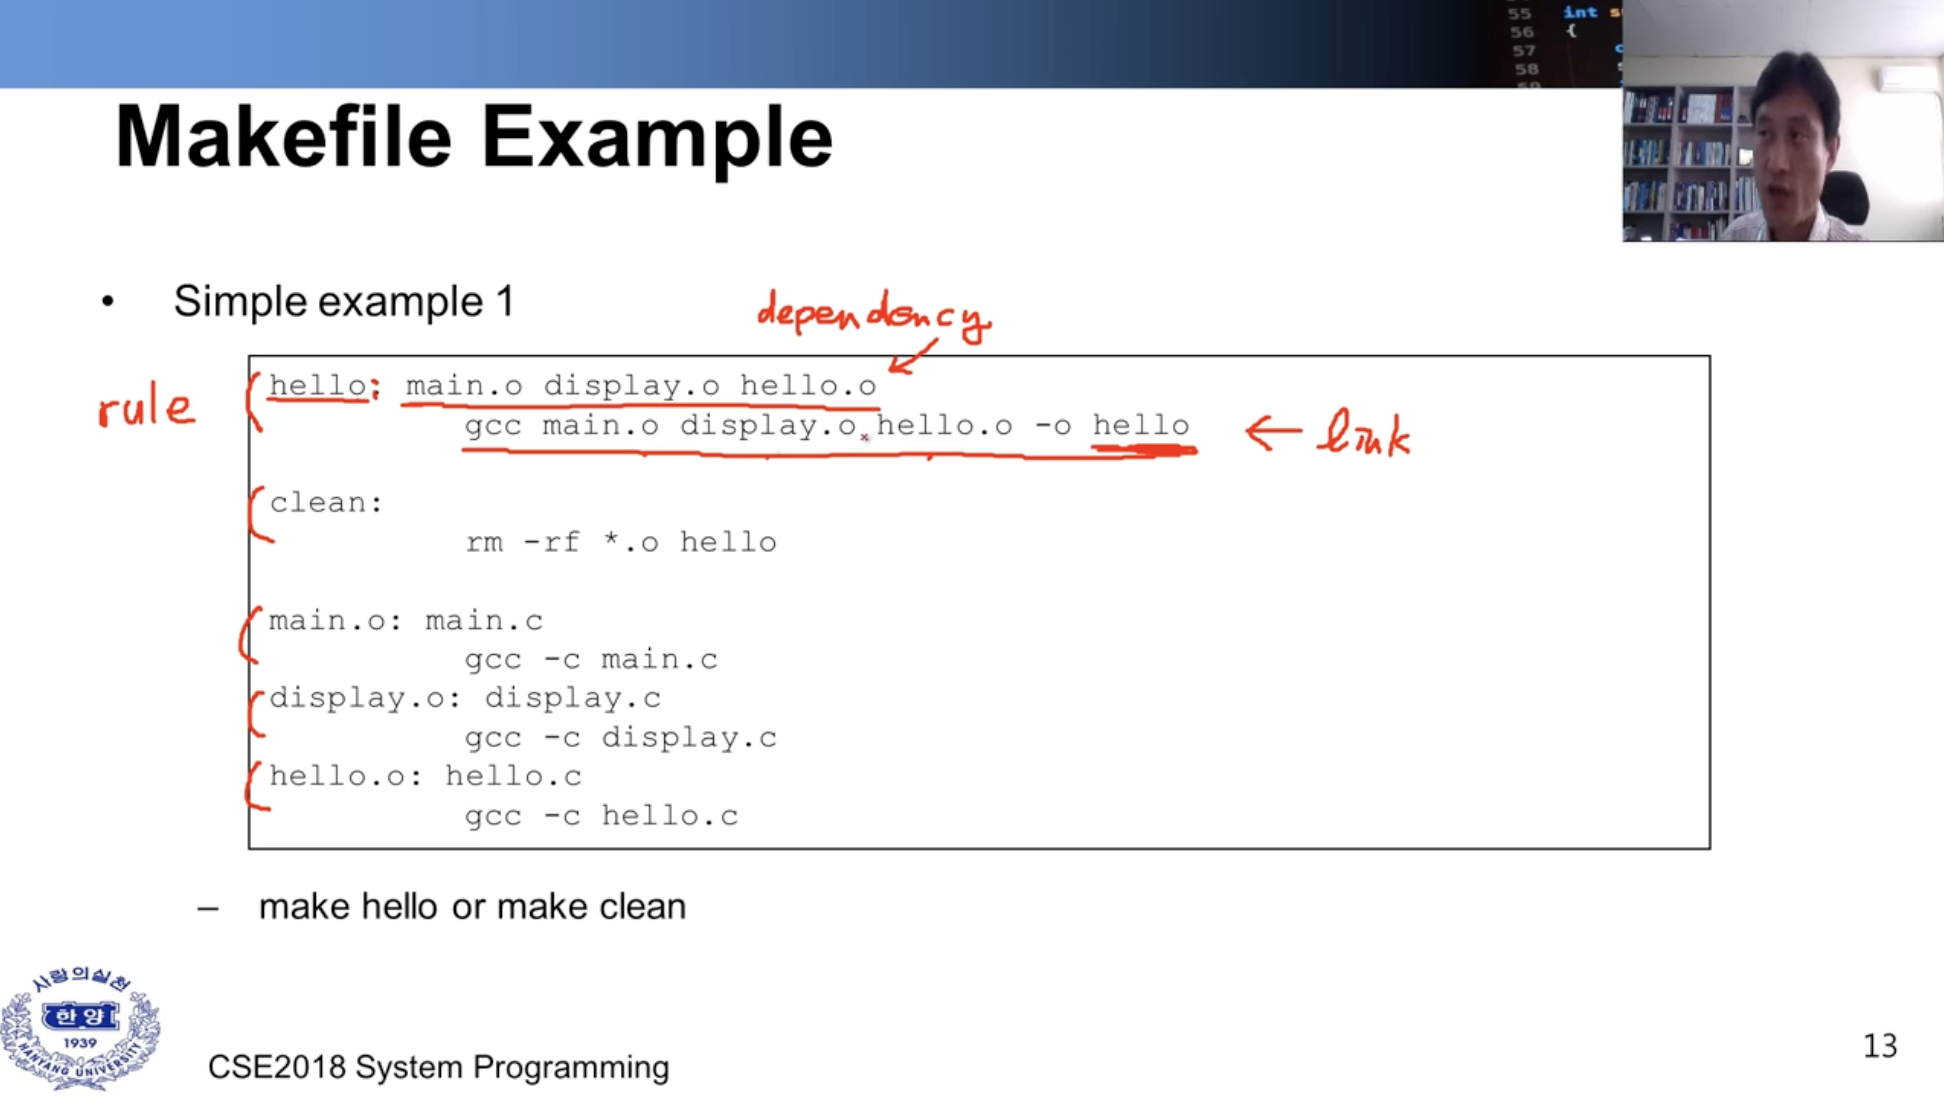 55 int s
56 {
57
58
59
Makefile Example
• Simple example 1
dependency
rule
hello: main.o display.o hello.o
gcc main.o display.o hello.o -o hello ← link
clean:
rm -rf *.o hello
main.o: main.c
gcc -c main.c
display.o: display.c
gcc -c display.c
hello.o: hello.c
gcc -c hello.c
– make hello or make clean
사랑의실천
한양
1939
HANYANG UNIVERSITY
CSE2018 System Programming
13